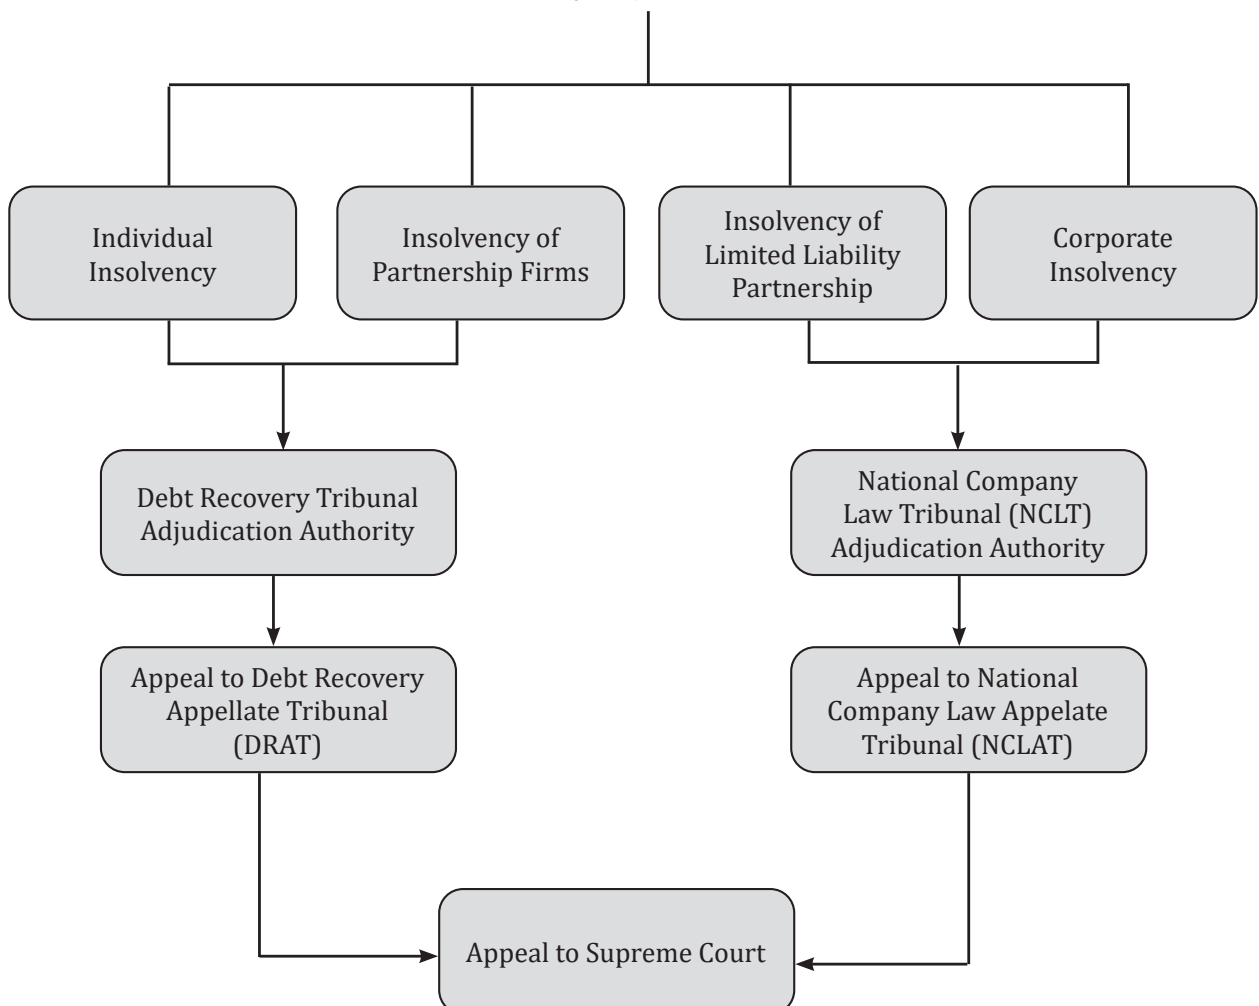 Individual
Insolvency
Insolvency of
Partnership Firms
Insolvency of
Limited Liability
Partnership
Corporate
Insolvency
Debt Recovery Tribunal
Adjudication Authority
National Company
Law Tribunal (NCLT)
Adjudication Authority
Appeal to Debt Recovery
Appellate Tribunal
(DRAT)
Appeal to National
Company Law Appelate
Tribunal (NCLAT)
Appeal to Supreme Court